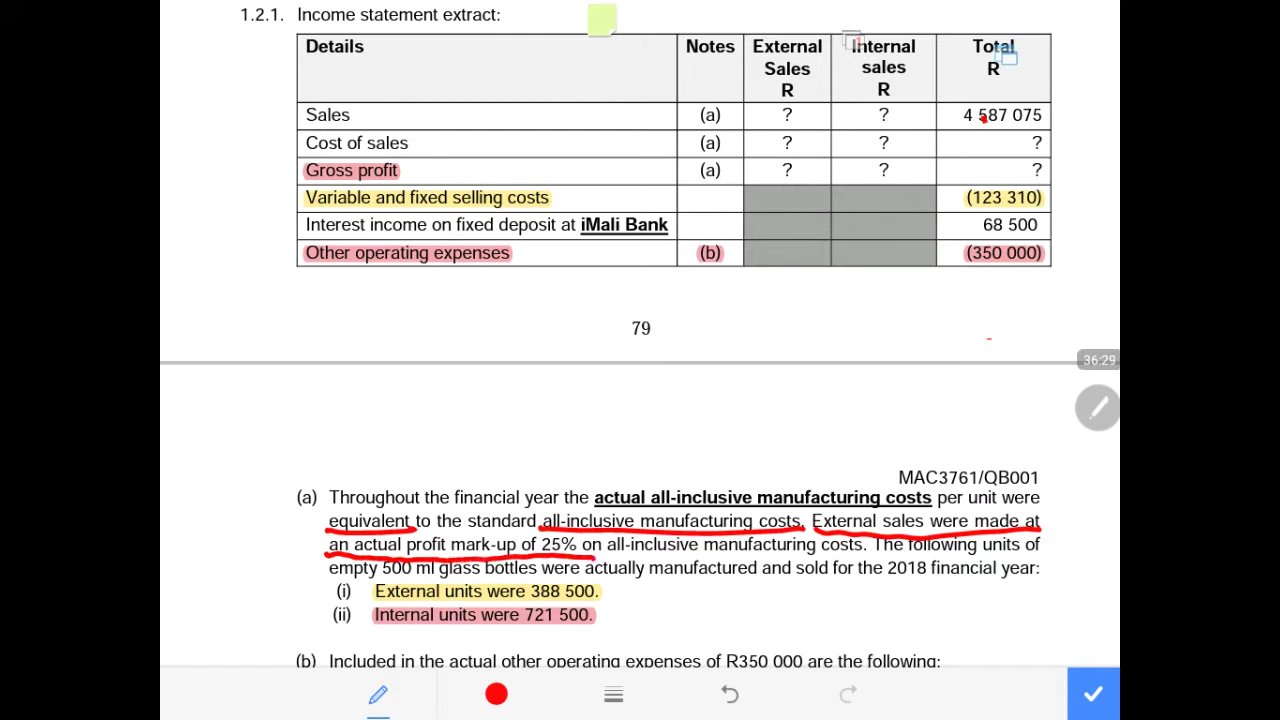 1.2.1. Income statement extract:
Details Notes External Sales R Internal sales R Total R
Sales (a) ? ? 4 587 075
Cost of sales (a) ? ? ?
Gross profit (a) ? ? ?
Variable and fixed selling costs (123 310)
Interest income on fixed deposit at iMali Bank 68 500
Other operating expenses (b) (350 000)
79
36:29
MAC3761/QB001
(a) Throughout the financial year the actual all-inclusive manufacturing costs per unit were
equivalent to the standard all-inclusive manufacturing costs. External sales were made at
an actual profit mark-up of 25% on all-inclusive manufacturing costs. The following units of
empty 500 ml glass bottles were actually manufactured and sold for the 2018 financial year:
(i) External units were 388 500.
(ii) Internal units were 721 500.
(b) Included in the actual other operating expenses of R350 000 are the following: